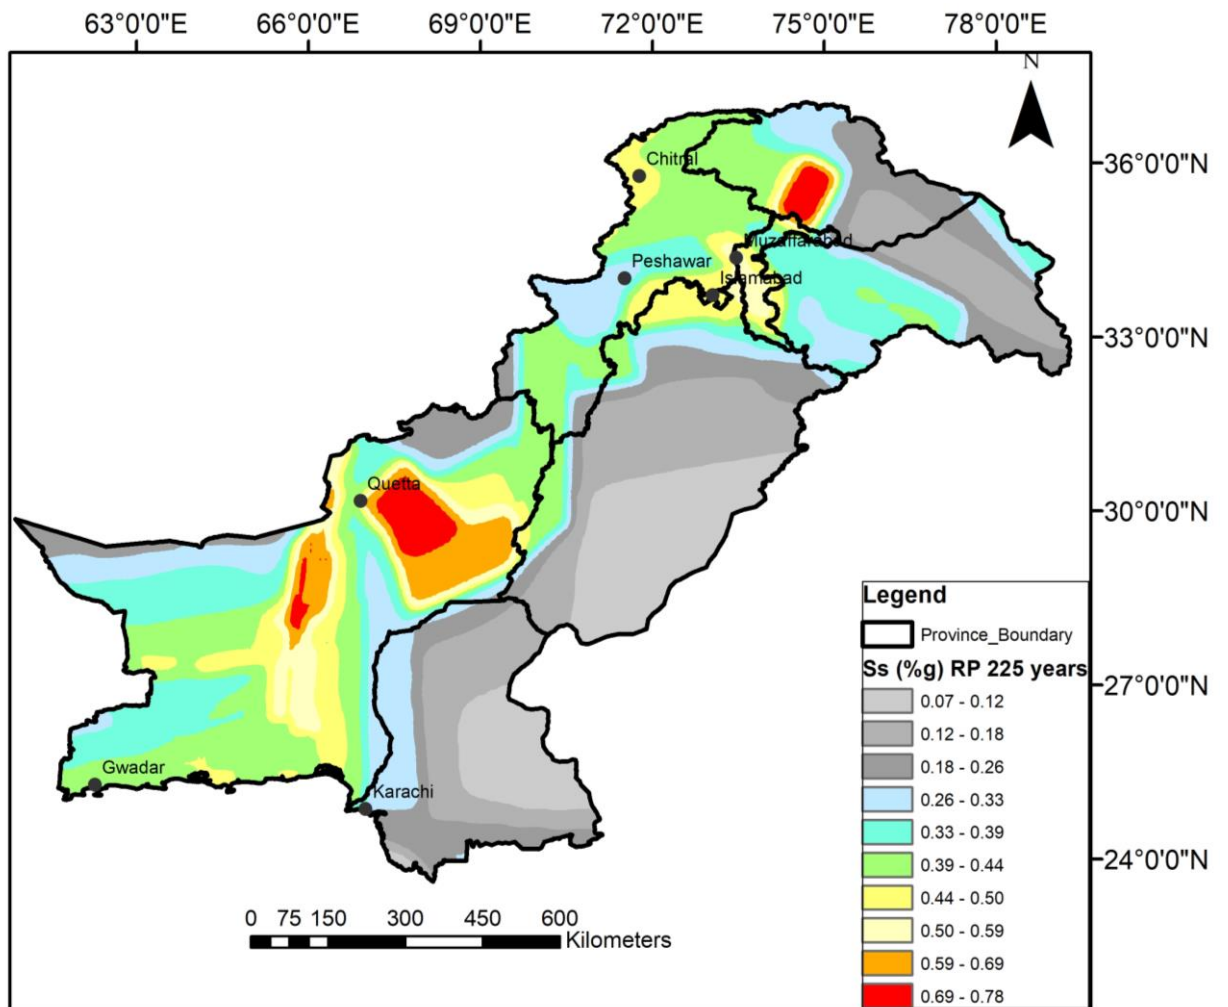 63°0'0"E 66°0'0"E 69°0'0"E 72°0'0"E 75°0'0"E 78°0'0"E
N
36°0'0"N
Chitral
Muzaffarabad
Peshawar
Islamabad
33°0'0"N
Quetta
30°0'0"N
Legend
Province_Boundary
Ss (%g) RP 225 years
27°0'0"N
0.07 - 0.12
0.12 - 0.18
0.18 - 0.26
Gwadar
Karachi
0.26 - 0.33
0.33 - 0.39
24°0'0"N
0.39 - 0.44
0.44 - 0.50
0 75 150 300 450 600
Kilometers
0.50 - 0.59
0.59 - 0.69
0.69 - 0.78